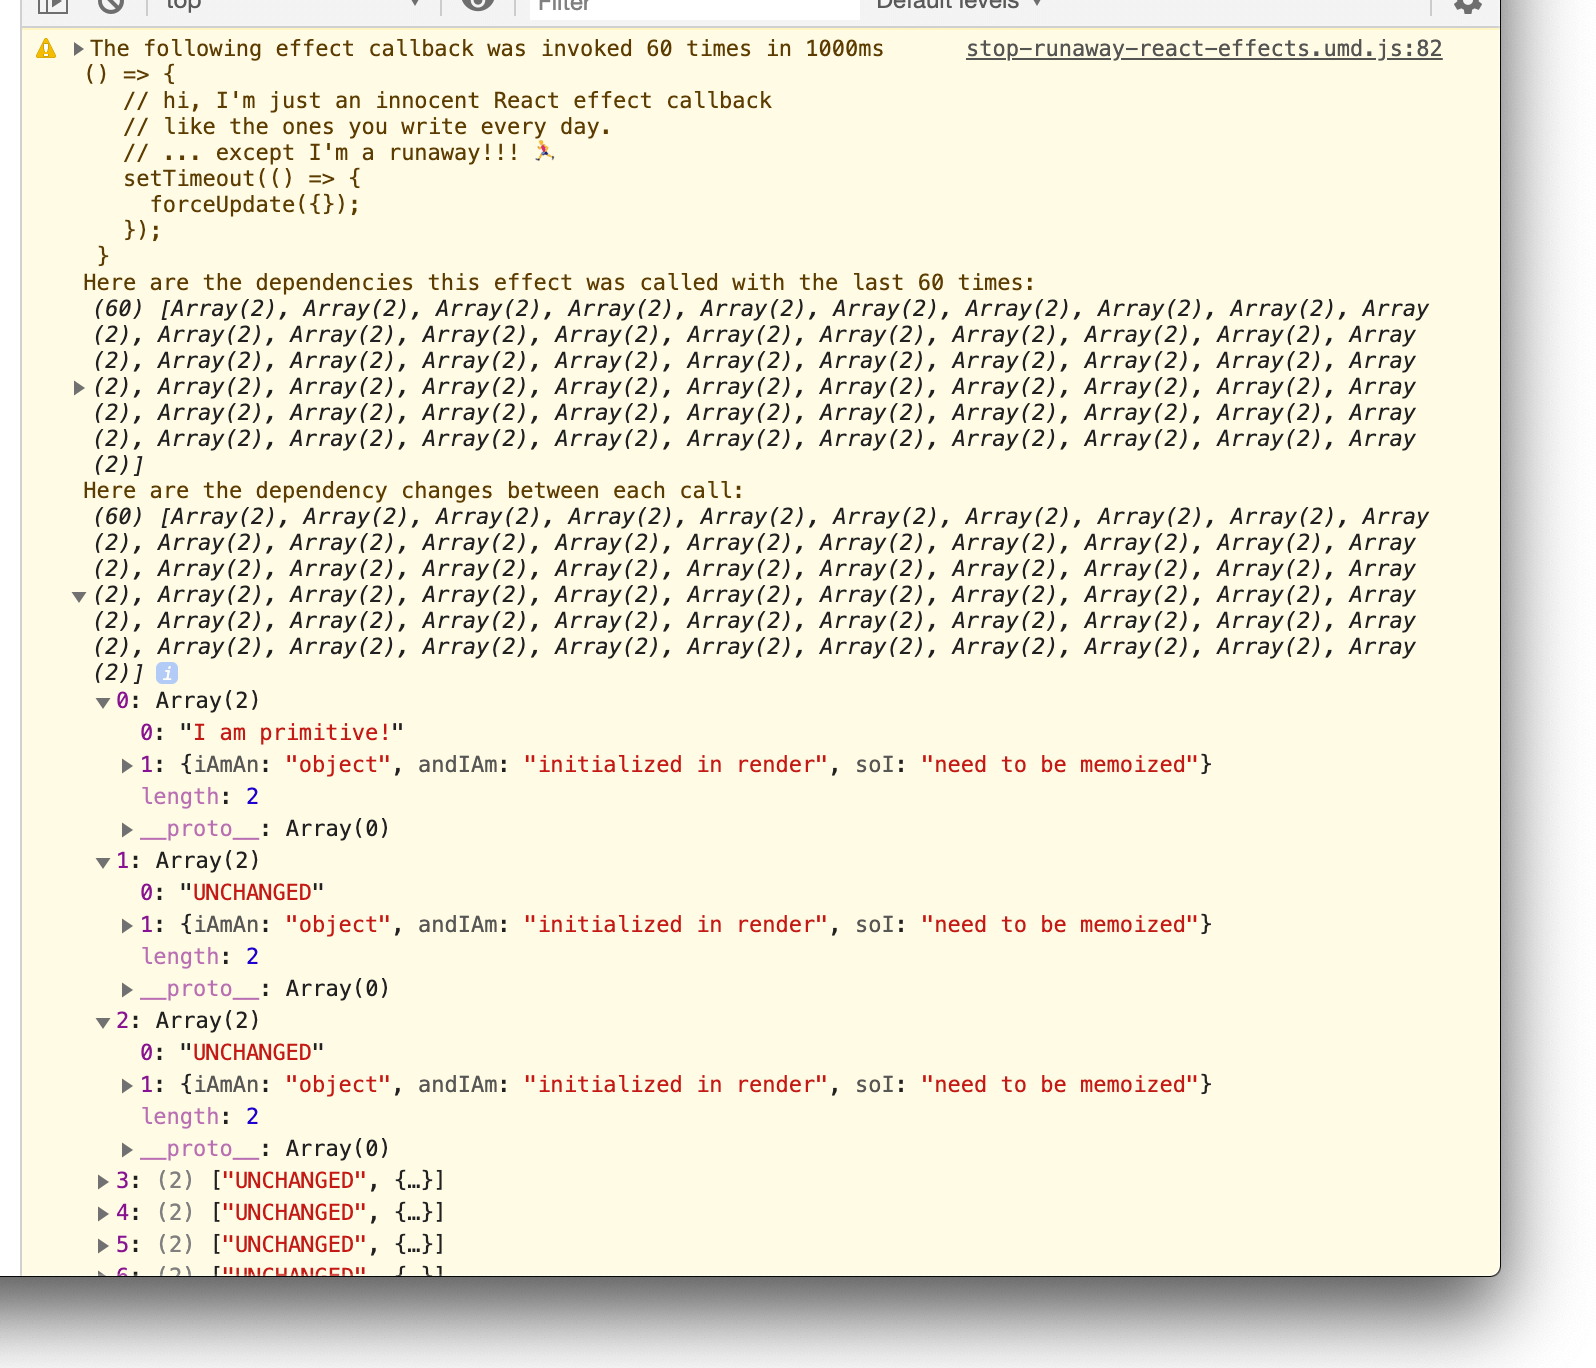 top Filter Default levels
The following effect callback was invoked 60 times in 1000ms stop-runaway-react-effects.umd.js:82
() => {
// hi, I'm just an innocent React effect callback
// like the ones you write every day.
// ... except I'm a runaway!!! 🏃‍♀️
setTimeout(() => {
forceUpdate({});
});
}
Here are the dependencies this effect was called with the last 60 times:
(60) [Array(2), Array(2), Array(2), Array(2), Array(2), Array(2), Array(2), Array(2), Array(2), Array
(2), Array(2), Array(2), Array(2), Array(2), Array(2), Array(2), Array(2), Array(2), Array(2), Array
(2), Array(2), Array(2), Array(2), Array(2), Array(2), Array(2), Array(2), Array(2), Array(2), Array
(2), Array(2), Array(2), Array(2), Array(2), Array(2), Array(2), Array(2), Array(2), Array(2), Array
(2), Array(2), Array(2), Array(2), Array(2), Array(2), Array(2), Array(2), Array(2), Array(2), Array
(2), Array(2), Array(2), Array(2), Array(2), Array(2), Array(2), Array(2), Array(2), Array(2), Array
(2)]
Here are the dependency changes between each call:
(60) [Array(2), Array(2), Array(2), Array(2), Array(2), Array(2), Array(2), Array(2), Array(2), Array
(2), Array(2), Array(2), Array(2), Array(2), Array(2), Array(2), Array(2), Array(2), Array(2), Array
(2), Array(2), Array(2), Array(2), Array(2), Array(2), Array(2), Array(2), Array(2), Array(2), Array
(2), Array(2), Array(2), Array(2), Array(2), Array(2), Array(2), Array(2), Array(2), Array(2), Array
(2), Array(2), Array(2), Array(2), Array(2), Array(2), Array(2), Array(2), Array(2), Array(2), Array
(2), Array(2), Array(2), Array(2), Array(2), Array(2), Array(2), Array(2), Array(2), Array(2), Array
(2)] i
0: Array(2)
0: "I am primitive!"
1: {iAmAn: "object", andIAm: "initialized in render", soI: "need to be memoized"}
length: 2
__proto__: Array(0)
1: Array(2)
0: "UNCHANGED"
1: {iAmAn: "object", andIAm: "initialized in render", soI: "need to be memoized"}
length: 2
__proto__: Array(0)
2: Array(2)
0: "UNCHANGED"
1: {iAmAn: "object", andIAm: "initialized in render", soI: "need to be memoized"}
length: 2
__proto__: Array(0)
3: (2) ["UNCHANGED", {…}]
4: (2) ["UNCHANGED", {…}]
5: (2) ["UNCHANGED", {…}]
6: (2) ["UNCHANGED", {…}]